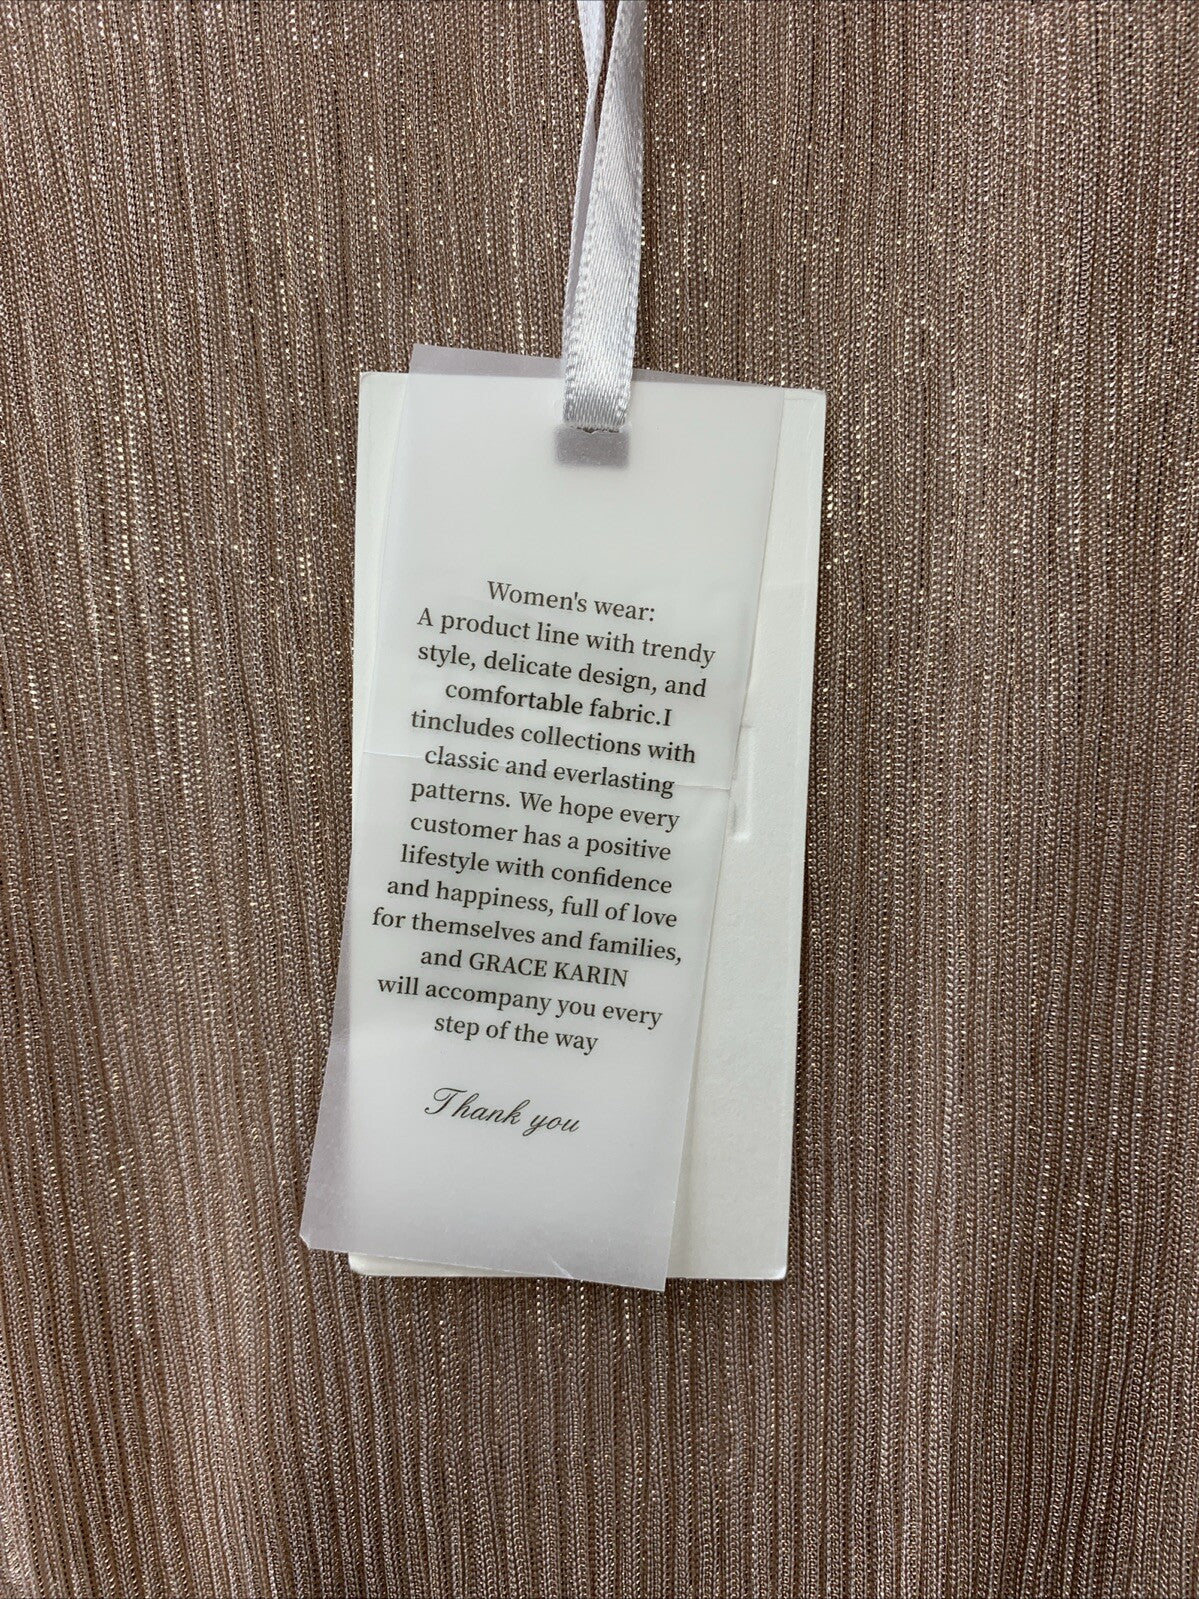 Women's wear:
A product line with trendy
style, delicate design, and
comfortable fabric.I
tincludes collections with
classic and everlasting
patterns. We hope every
customer has a positive
lifestyle with confidence
and happiness, full of love
for themselves and families,
and GRACE KARIN
will accompany you every
step of the way
Thank you